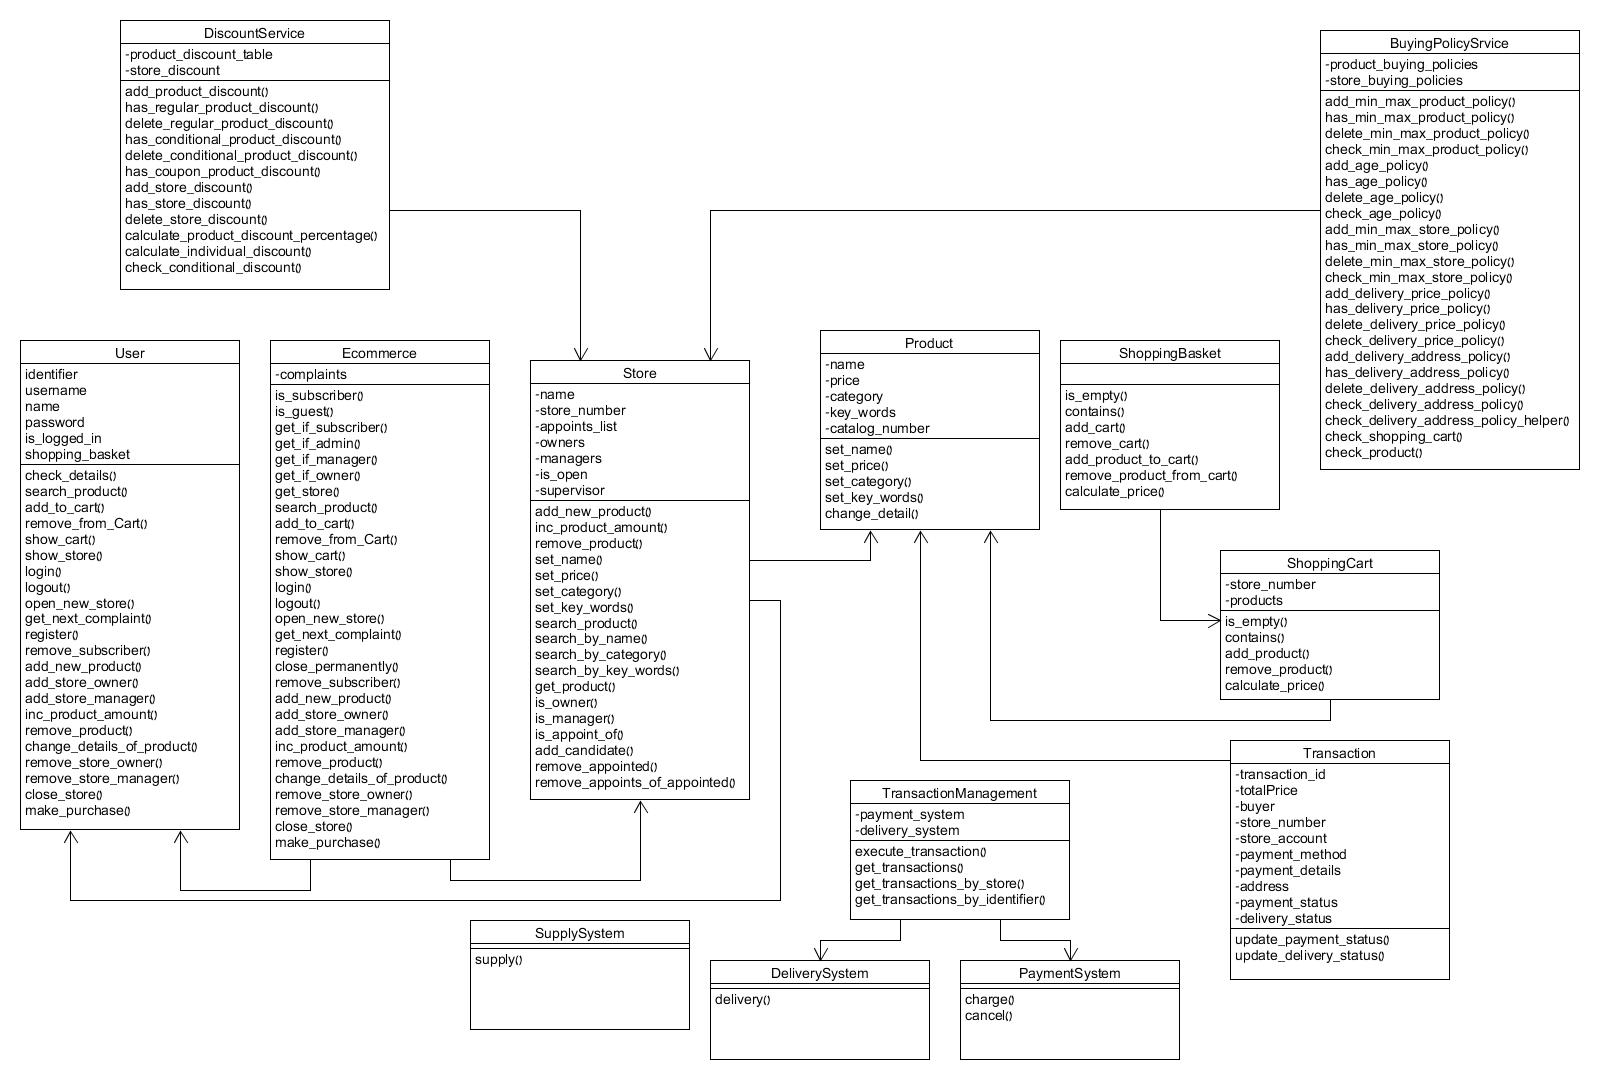 DiscountService
-product_discount_table
-store_discount
add_product_discount()
has_regular_product_discount()
delete_regular_product_discount()
has_conditional_product_discount()
delete_conditional_product_discount()
has_coupon_product_discount()
add_store_discount()
has_store_discount()
delete_store_discount()
calculate_product_discount_percentage()
calculate_individual_discount()
check_conditional_discount()
BuyingPolicySrvice
-product_buying_policies
-store_buying_policies
add_min_max_product_policy()
has_min_max_product_policy()
delete_min_max_product_policy()
check_min_max_product_policy()
add_age_policy()
has_age_policy()
delete_age_policy()
check_age_policy()
add_min_max_store_policy()
has_min_max_store_policy()
delete_min_max_store_policy()
check_min_max_store_policy()
add_delivery_price_policy()
has_delivery_price_policy()
delete_delivery_price_policy()
check_delivery_price_policy()
add_delivery_address_policy()
has_delivery_address_policy()
delete_delivery_address_policy()
check_delivery_address_policy()
check_delivery_address_policy_helper()
check_shopping_cart()
check_product()
User
identifier
username
name
password
is_logged_in
shopping_basket
check_details()
search_product()
add_to_cart()
remove_from_Cart()
show_cart()
show_store()
login()
logout()
open_new_store()
get_next_complaint()
register()
remove_subscriber()
add_new_product()
add_store_owner()
add_store_manager()
inc_product_amount()
remove_product()
change_details_of_product()
remove_store_owner()
remove_store_manager()
close_store()
make_purchase()
Ecommerce
-complaints
is_subscriber()
is_guest()
get_if_subscriber()
get_if_admin()
get_if_manager()
get_if_owner()
get_store()
search_product()
add_to_cart()
remove_from_Cart()
show_cart()
show_store()
login()
logout()
open_new_store()
get_next_complaint()
register()
close_permanently()
remove_subscriber()
add_new_product()
add_store_owner()
add_store_manager()
inc_product_amount()
remove_product()
change_details_of_product()
remove_store_owner()
remove_store_manager()
close_store()
make_purchase()
Store
-name
-store_number
-appoints_list
-owners
-managers
-is_open
-supervisor
add_new_product()
inc_product_amount()
remove_product()
set_name()
set_price()
set_category()
set_key_words()
search_product()
search_by_name()
search_by_category()
search_by_key_words()
get_product()
is_owner()
is_manager()
is_appoint_of()
add_candidate()
remove_appointed()
remove_appoints_of_appointed()
Product
-name
-price
-category
-key_words
-catalog_number
set_name()
set_price()
set_category()
set_key_words()
change_detail()
ShoppingBasket
is_empty()
contains()
add_cart()
remove_cart()
add_product_to_cart()
remove_product_from_cart()
calculate_price()
ShoppingCart
-store_number
-products
is_empty()
contains()
add_product()
remove_product()
calculate_price()
Transaction
-transaction_id
-totalPrice
-buyer
-store_number
-store_account
-payment_method
-payment_details
-address
-payment_status
-delivery_status
update_payment_status()
update_delivery_status()
TransactionManagement
-payment_system
-delivery_system
execute_transaction()
get_transactions()
get_transactions_by_store()
get_transactions_by_identifier()
SupplySystem
supply()
DeliverySystem
delivery()
PaymentSystem
charge()
cancel()